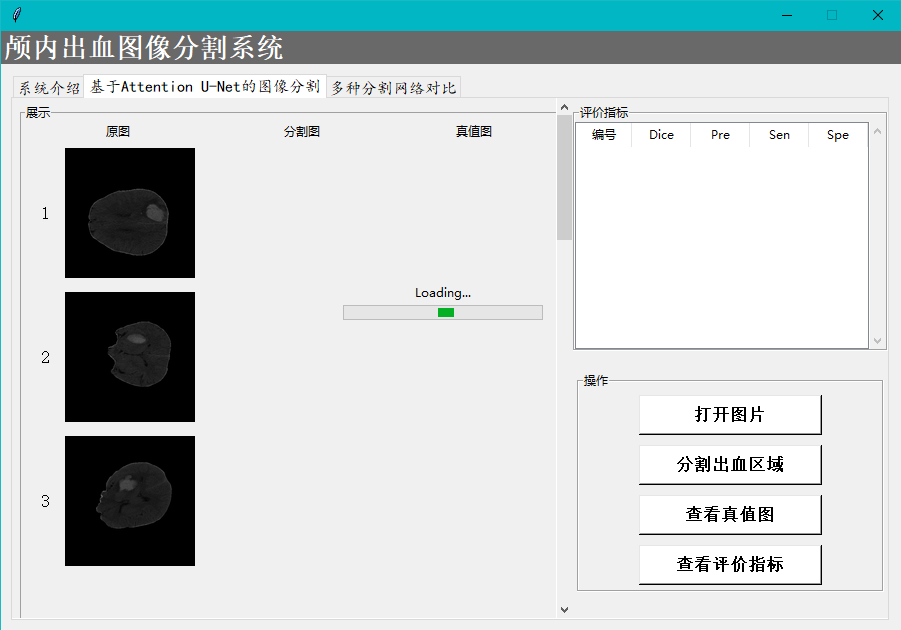 颅内出血图像分割系统
系统介绍 基于Attention U-Net的图像分割 多种分割网络对比
展示
原图 分割图 真值图
1
2
3
Loading...
评价指标
编号 Dice Pre Sen Spe
操作
打开图片
分割出血区域
查看真值图
查看评价指标